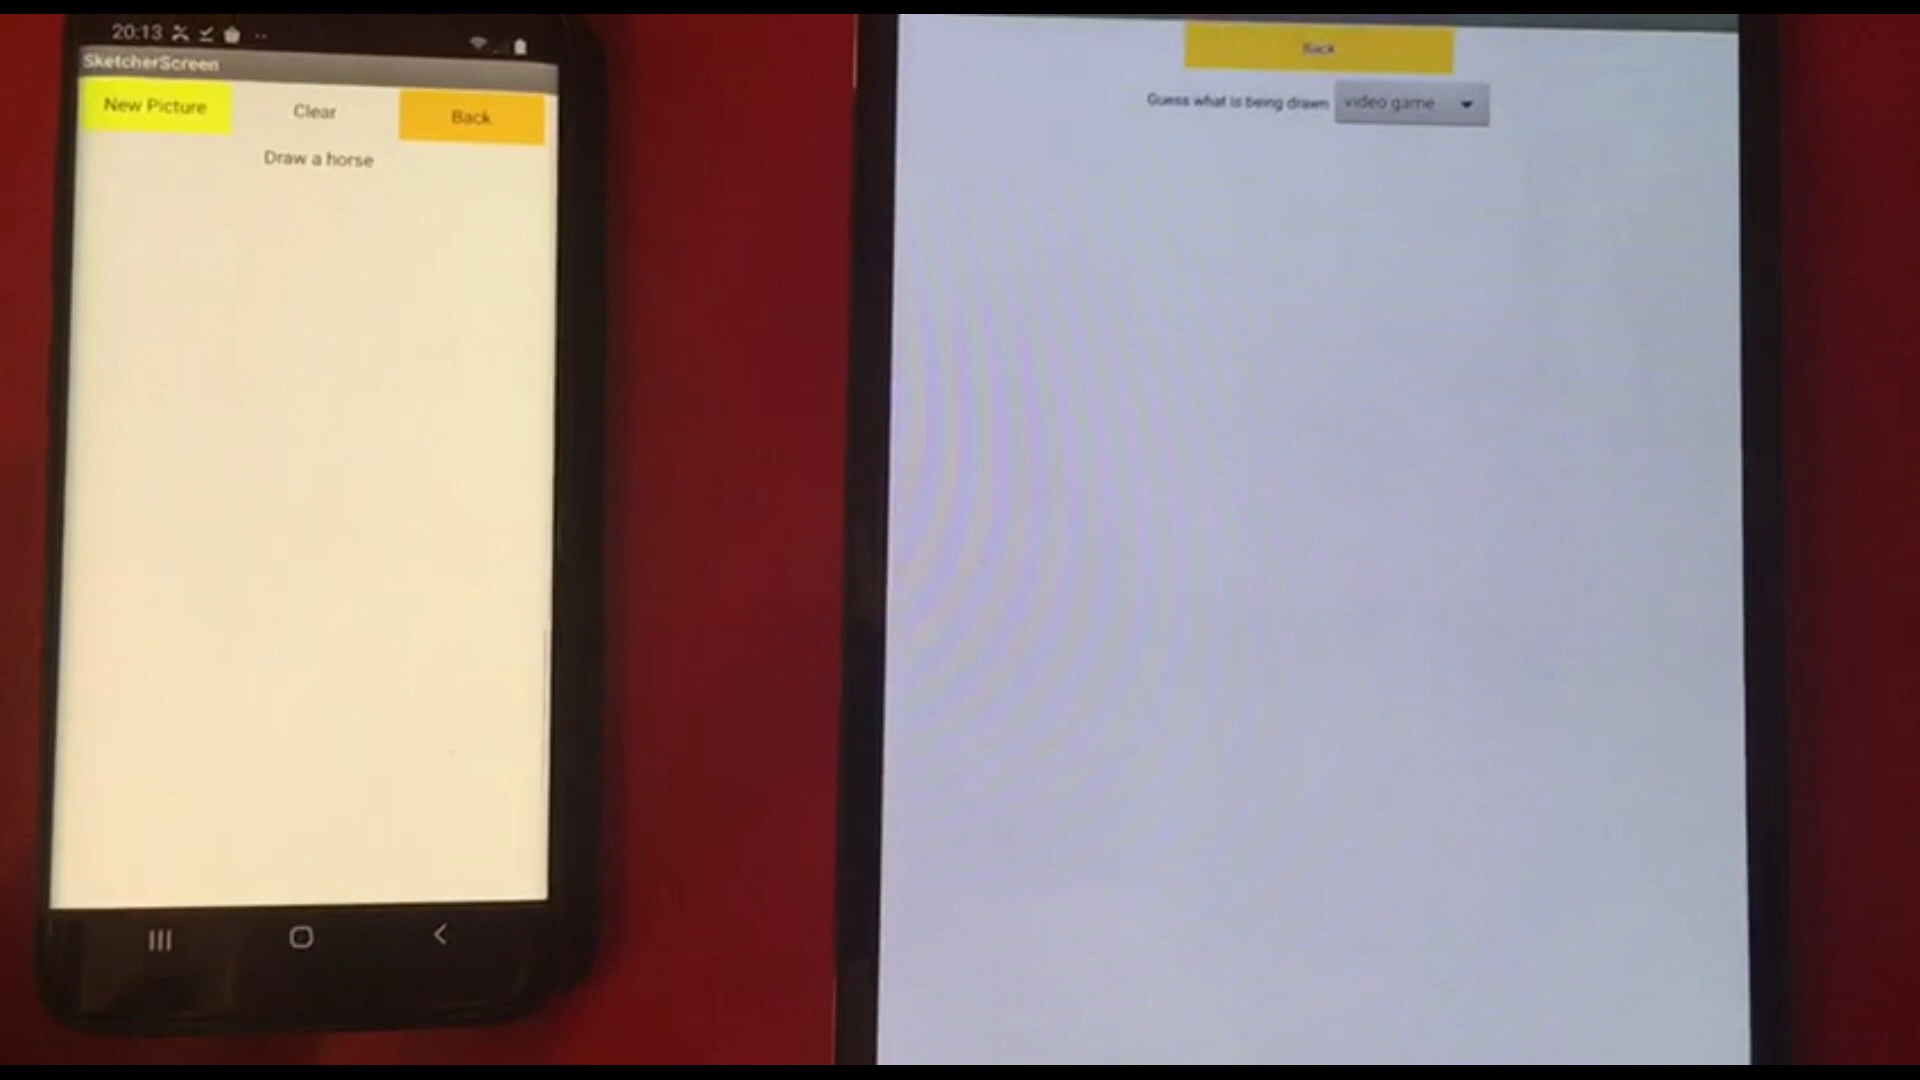 20:13
SketcherScreen
New Picture
Clear
Back
Draw a horse
Back
Guess what is being drawn
video game